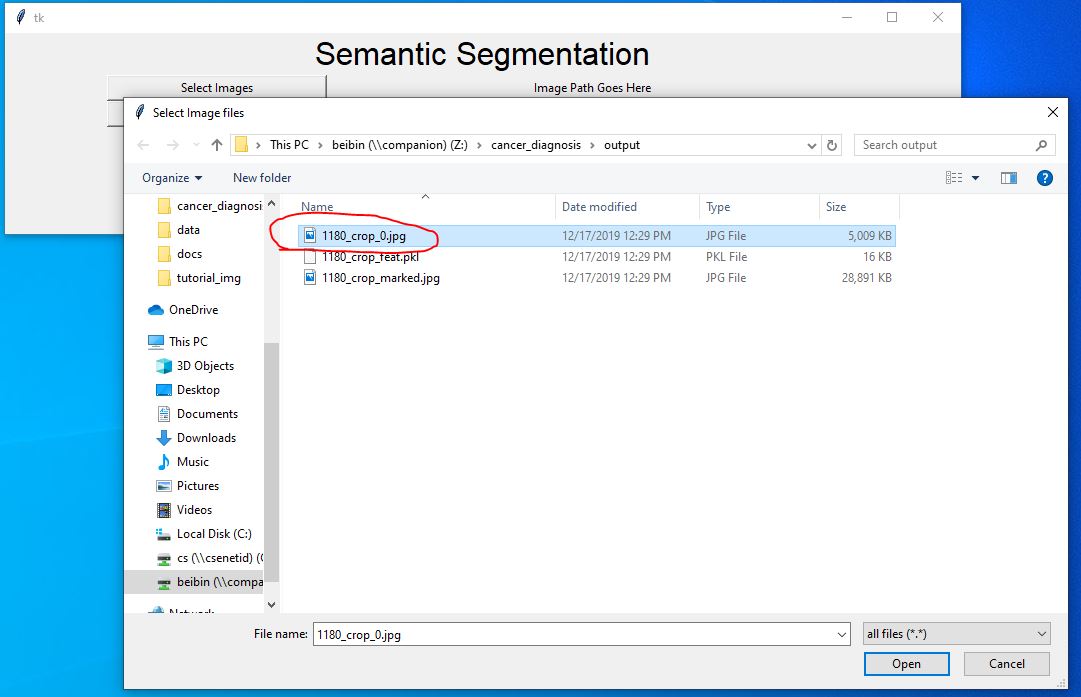 tk
Semantic Segmentation
Select Images
Image Path Goes Here
Select Image files
This PC > beibin (\\companion) (Z:) > cancer_diagnosis > output
Search output
Organize
New folder
Name
Date modified
Type
Size
cancer_diagnosis
data
docs
tutorial_img
OneDrive
This PC
3D Objects
Desktop
Documents
Downloads
Music
Pictures
Videos
Local Disk (C:)
cs (\\csenetid) (
beibin (\\compa
Network
1180_crop_0.jpg 12/17/2019 12:29 PM JPG File 5,009 KB
1180_crop_feat.pkl 12/17/2019 12:29 PM PKL File 16 KB
1180_crop_marked.jpg 12/17/2019 12:29 PM JPG File 28,891 KB
File name: 1180_crop_0.jpg
all files (*.*)
Open
Cancel